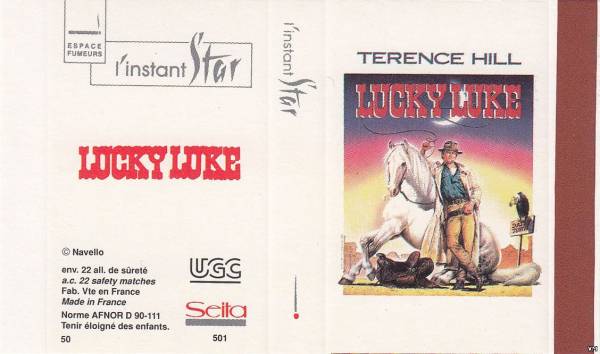 ESPACE
FUMEURS
l'instant Star
LUCKY LUKE
© Navello
env. 22 all. de sûreté
a.c. 22 safety matches
Fab. Vte en France
Made in France
Norme AFNOR D 90-111
Tenir éloigné des enfants.
50
501
UGC
Seita
l'instant Star
TERENCE HILL
LUCKY LUKE